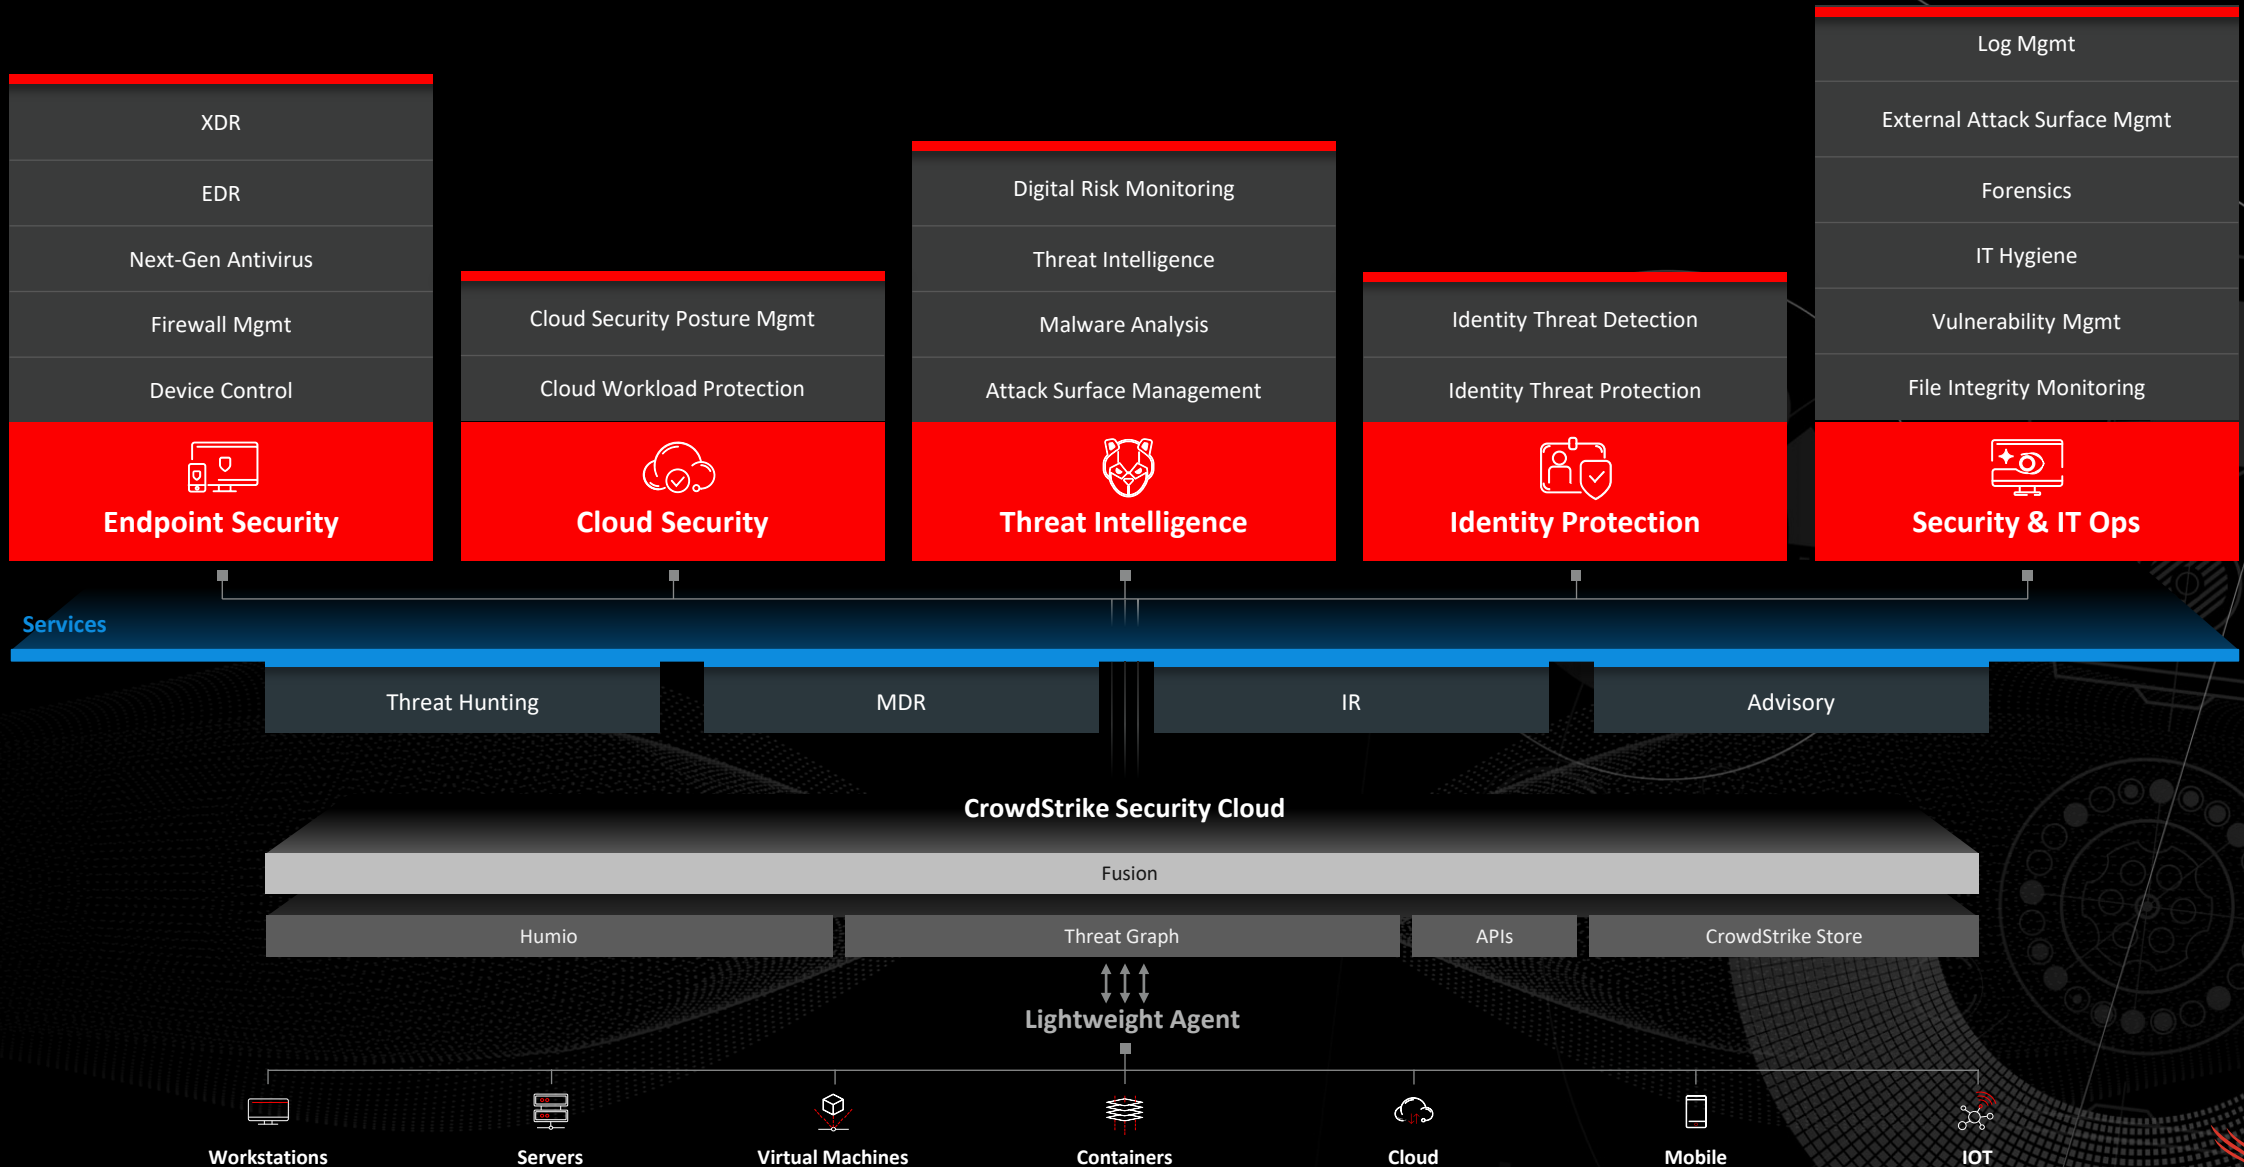 XDR
EDR
Next-Gen Antivirus
Firewall Mgmt
Device Control
Endpoint Security
Cloud Security Posture Mgmt
Cloud Workload Protection
Cloud Security
Digital Risk Monitoring
Threat Intelligence
Malware Analysis
Attack Surface Management
Threat Intelligence
Identity Threat Detection
Identity Threat Protection
Identity Protection
Log Mgmt
External Attack Surface Mgmt
Forensics
IT Hygiene
Vulnerability Mgmt
File Integrity Monitoring
Security & IT Ops
Services
Threat Hunting
MDR
IR
Advisory
CrowdStrike Security Cloud
Fusion
Humio
Threat Graph
APIs
CrowdStrike Store
Lightweight Agent
Workstations
Servers
Virtual Machines
Containers
Cloud
Mobile
IOT